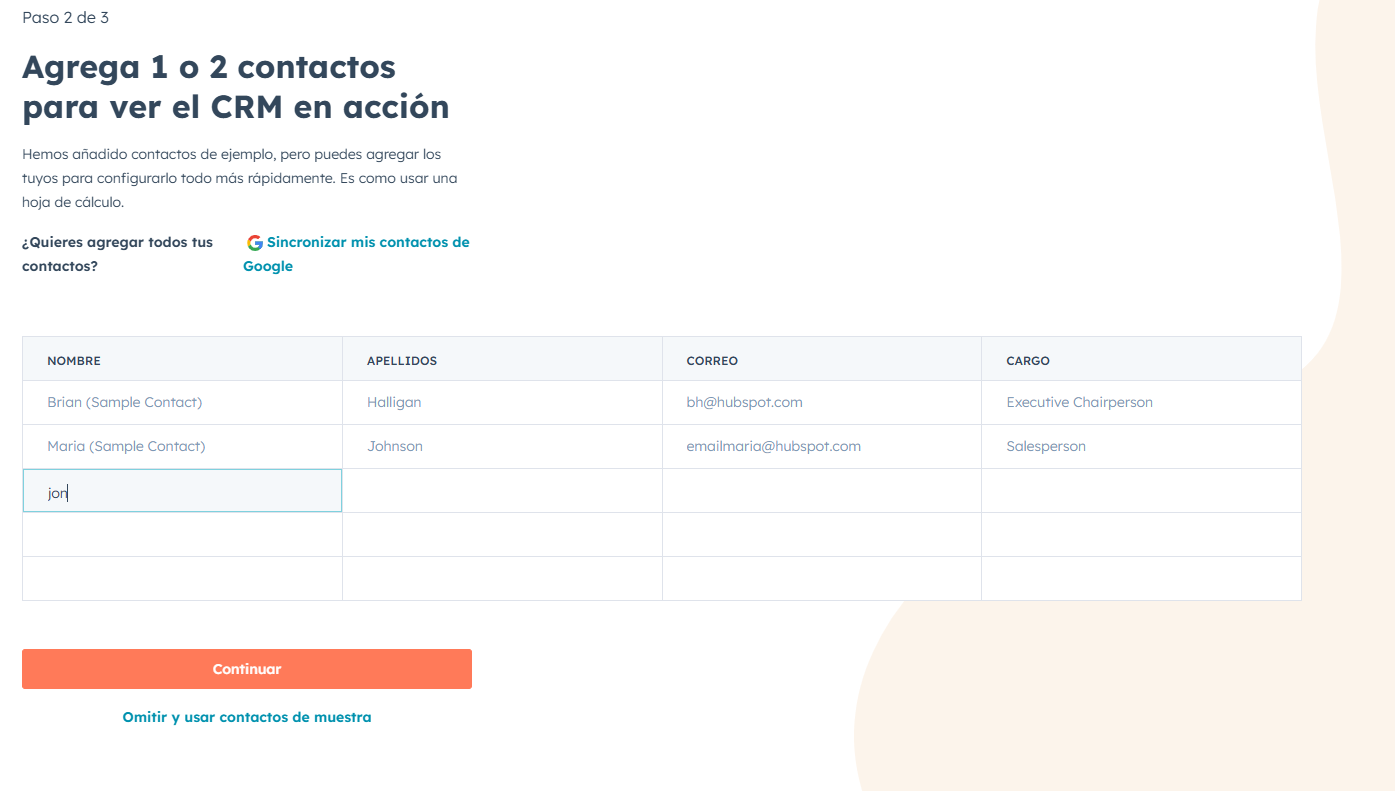 Paso 2 de 3
Agrega 1 o 2 contactos
para ver el CRM en acción
Hemos añadido contactos de ejemplo, pero puedes agregar los
tuyos para configurarlo todo más rápidamente. Es como usar una
hoja de cálculo.
¿Quieres agregar todos tus
contactos?
Sincronizar mis contactos de
Google
NOMBRE APELLIDOS CORREO CARGO
Brian (Sample Contact) Halligan bh@hubspot.com Executive Chairperson
Maria (Sample Contact) Johnson emailmaria@hubspot.com Salesperson
jon
Continuar
Omitir y usar contactos de muestra